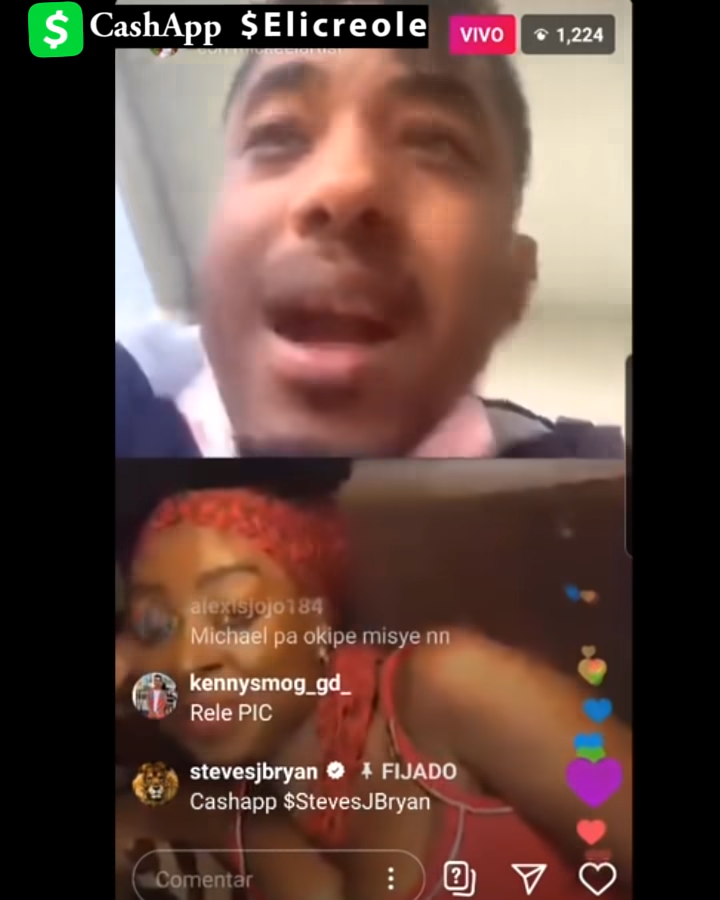 $ CashApp $Elicreole
VIVO 1,224
alexisjojo184
Michael pa okipe misye nn
kennysmog_gd_
Rele PIC
stevesjbryan FIJADO
Cashapp $StevesJBryan
Comentar